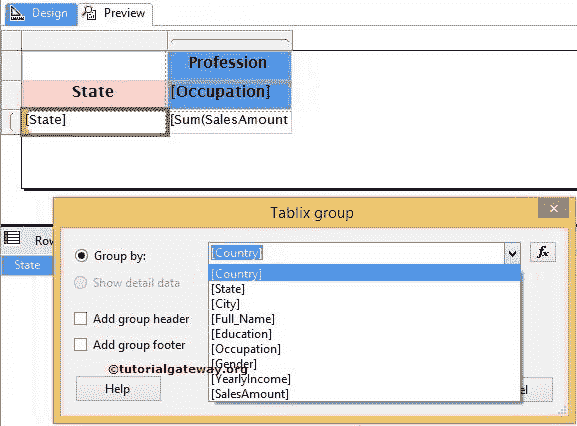 Design Preview
Profession
State [Occupation]
[State] [Sum(SalesAmount
Tablix group
Row
State
Group by: [Country]
fx
[Country]
Show detail data
[State]
[City]
Add group header [Full_Name]
[Education]
Add group footer [Occupation]
[Gender]
©tutorialgateway.org
[YearlyIncome]
Help
[SalesAmount]
el